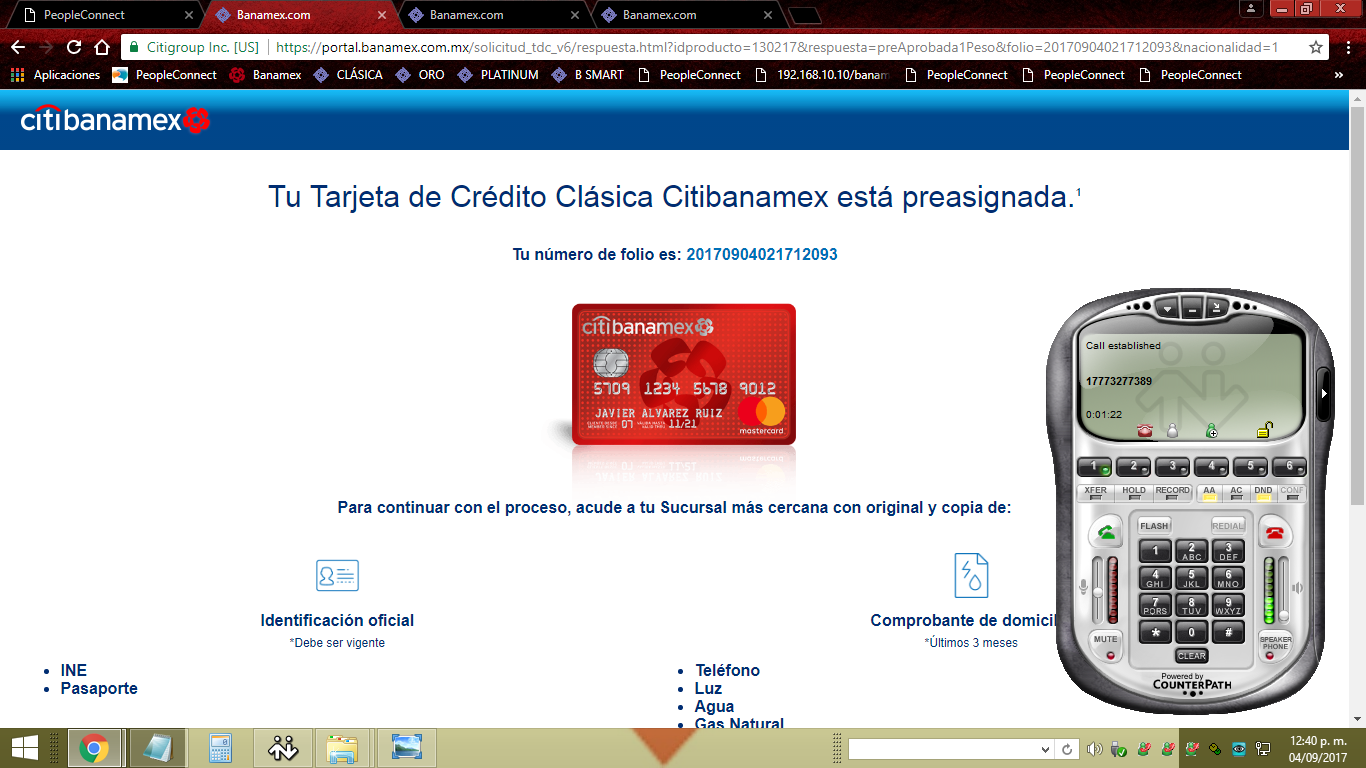 PeopleConnect
Banamex.com
Banamex.com
Banamex.com
Citigroup Inc. [US]
https://portal.banamex.com.mx/solicitud_tdc_v6/respuesta.html?idproducto=130217&respuesta=preAprobada1Peso&folio=20170904021712093&nacionalidad=1
Aplicaciones
PeopleConnect
Banamex
CLÁSICA
ORO
PLATINUM
B SMART
PeopleConnect
192.168.10.10/banam
PeopleConnect
PeopleConnect
PeopleConnect
»
citibanamex
Tu Tarjeta de Crédito Clásica Citibanamex está preasignada.1
Tu número de folio es: 20170904021712093
citibanamex
5709 1234 5678 9012
JAVIER ALVAREZ RUIZ
07
11/21
mastercard
Para continuar con el proceso, acude a tu Sucursal más cercana con original y copia de:
Identificación oficial
*Debe ser vigente
INE
Pasaporte
Comprobante de domicil
*Últimos 3 meses
Teléfono
Luz
Agua
Gas Natural
Call established
17773277389
0:01:22
1 2 3 4 5 6
XFER HOLD RECORD AA AC DND CONF
FLASH REDIAL
1 2 ABC 3 DEF
4 GHI 5 JKL 6 MNO
7 PQRS 8 TUV 9 WXYZ
* 0 #
MUTE
SPEAKER PHONE
CLEAR
Powered by
COUNTERPATH
12:40 p. m.
04/09/2017